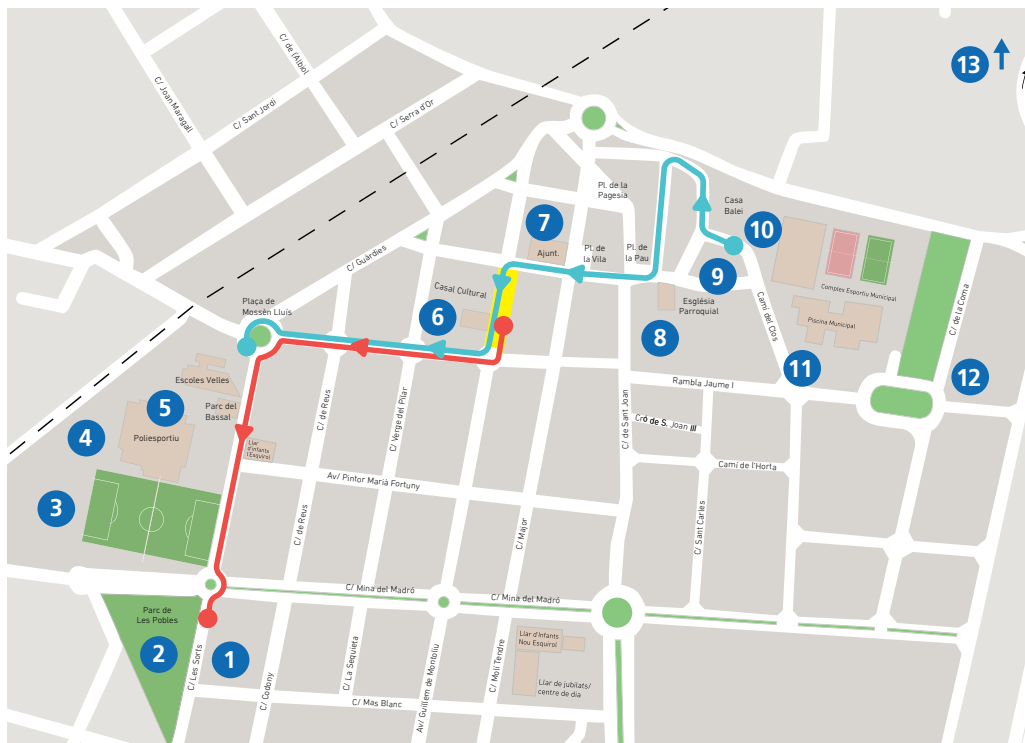 13
C/ de l'Albiol
C/ Joan Maragall
C/ Sant Jordi
C/ Serra d'Or
Pl. de la
Pegesia
Casa
Balei
7
10
Ajunt.
Pl. de
la Vila
Pl. de
la Pau
C/ Guàrdies
9
Casal Cultural
Complex Esportiu Municipal
C/ de la Coma
Plaça de
Mossèn Lluís
6
Església
Parroquial
Camí del Clos
Piscina Municipal
8
11
12
Escoles Velles
Rambla Jaume I
5
Parc del
Bassal
C/ de Reus
C/ Verge del Pilar
C/ de Sant Joan
Cró de S. Joan III
4
Poliesportiu
Llar
d'infants
l'Esquirol
Camí de l'Horta
Av/ Pintor Marià Fortuny
3
C/ de Reus
C/ Major
C/ Sant Carles
C/ Mina del Madró
C/ Mina del Madró
Parc de
Les Pobles
2
1
C/ Les Sorts
C/ Codony
C/ La Sequieta
Av/ Guillem de Montoliu
C/ Molí Tendre
Llar d'Infants
Nou Esquirol
Llar de jubilats/
centre de dia
C/ Mas Blanc